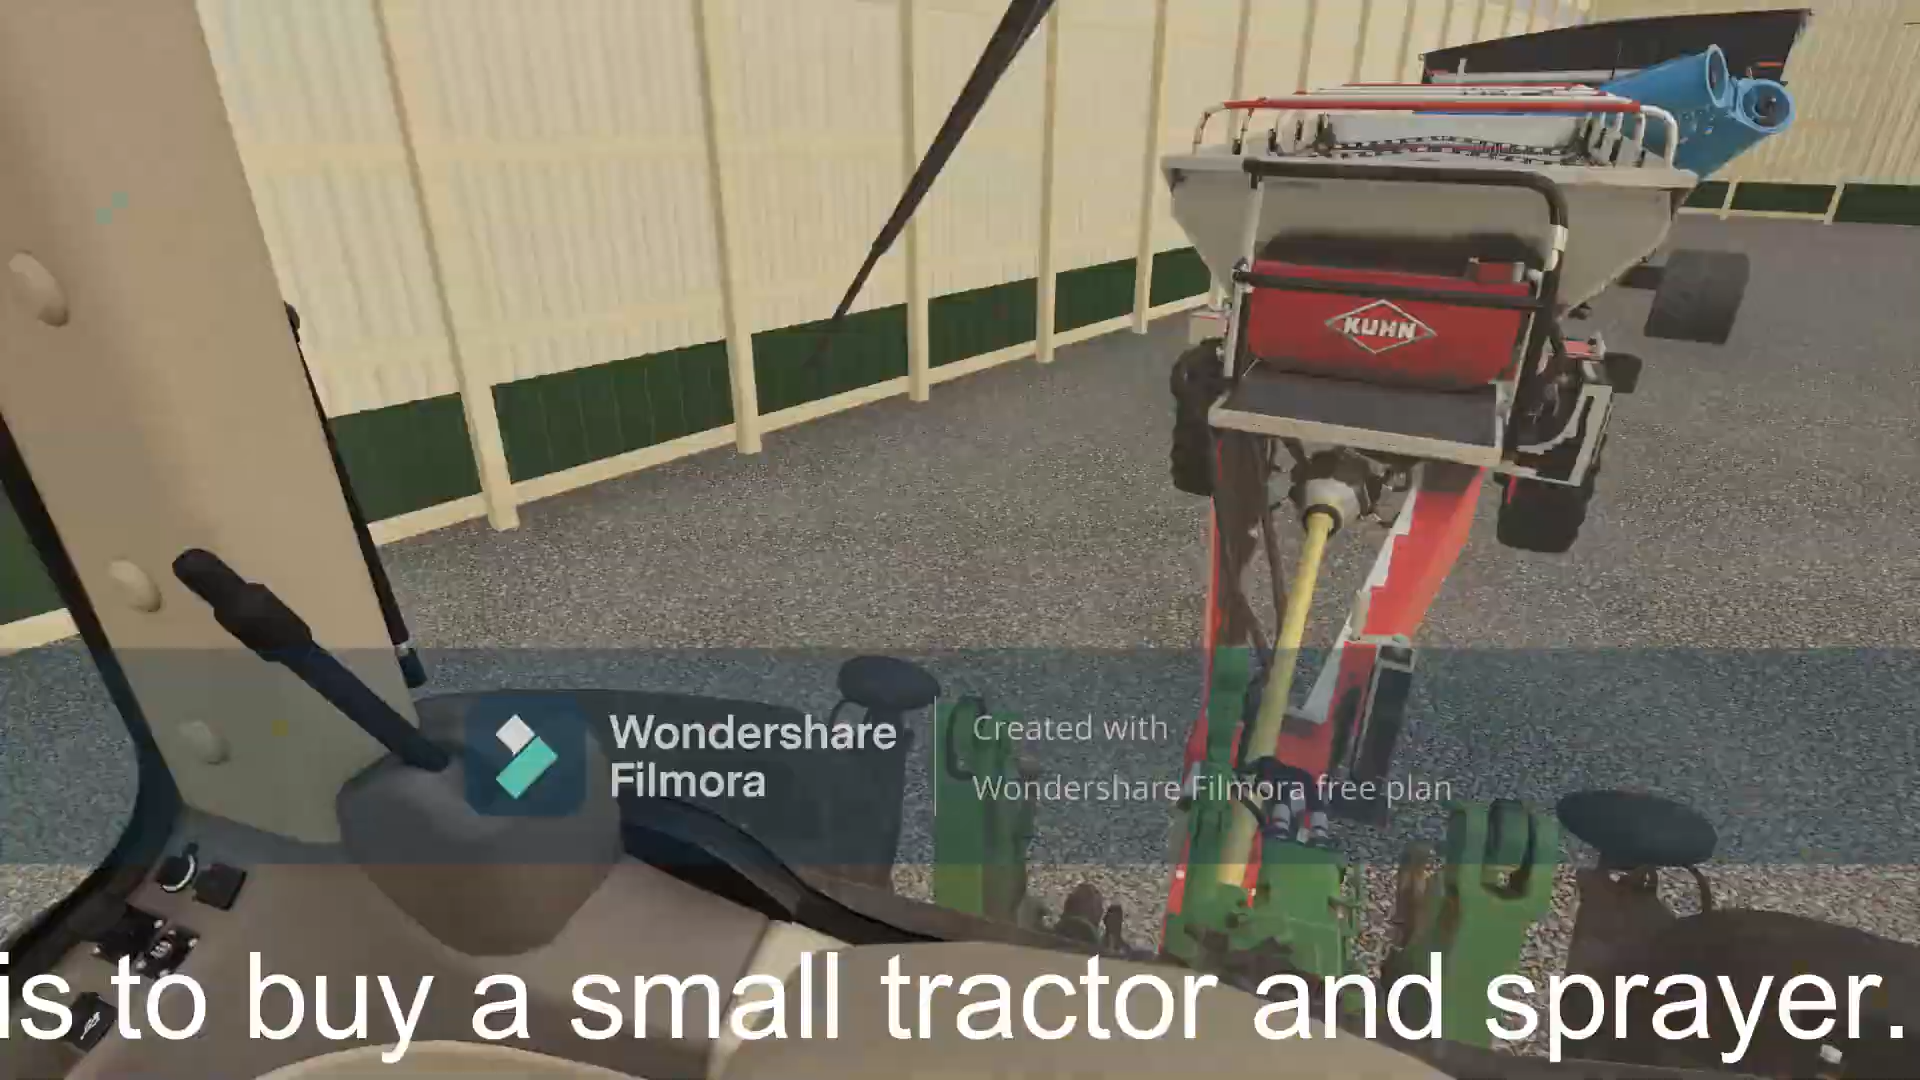 KUHN
Wondershare
Filmora
Created with
Wondershare Filmora free plan
is to buy a small tractor and sprayer.